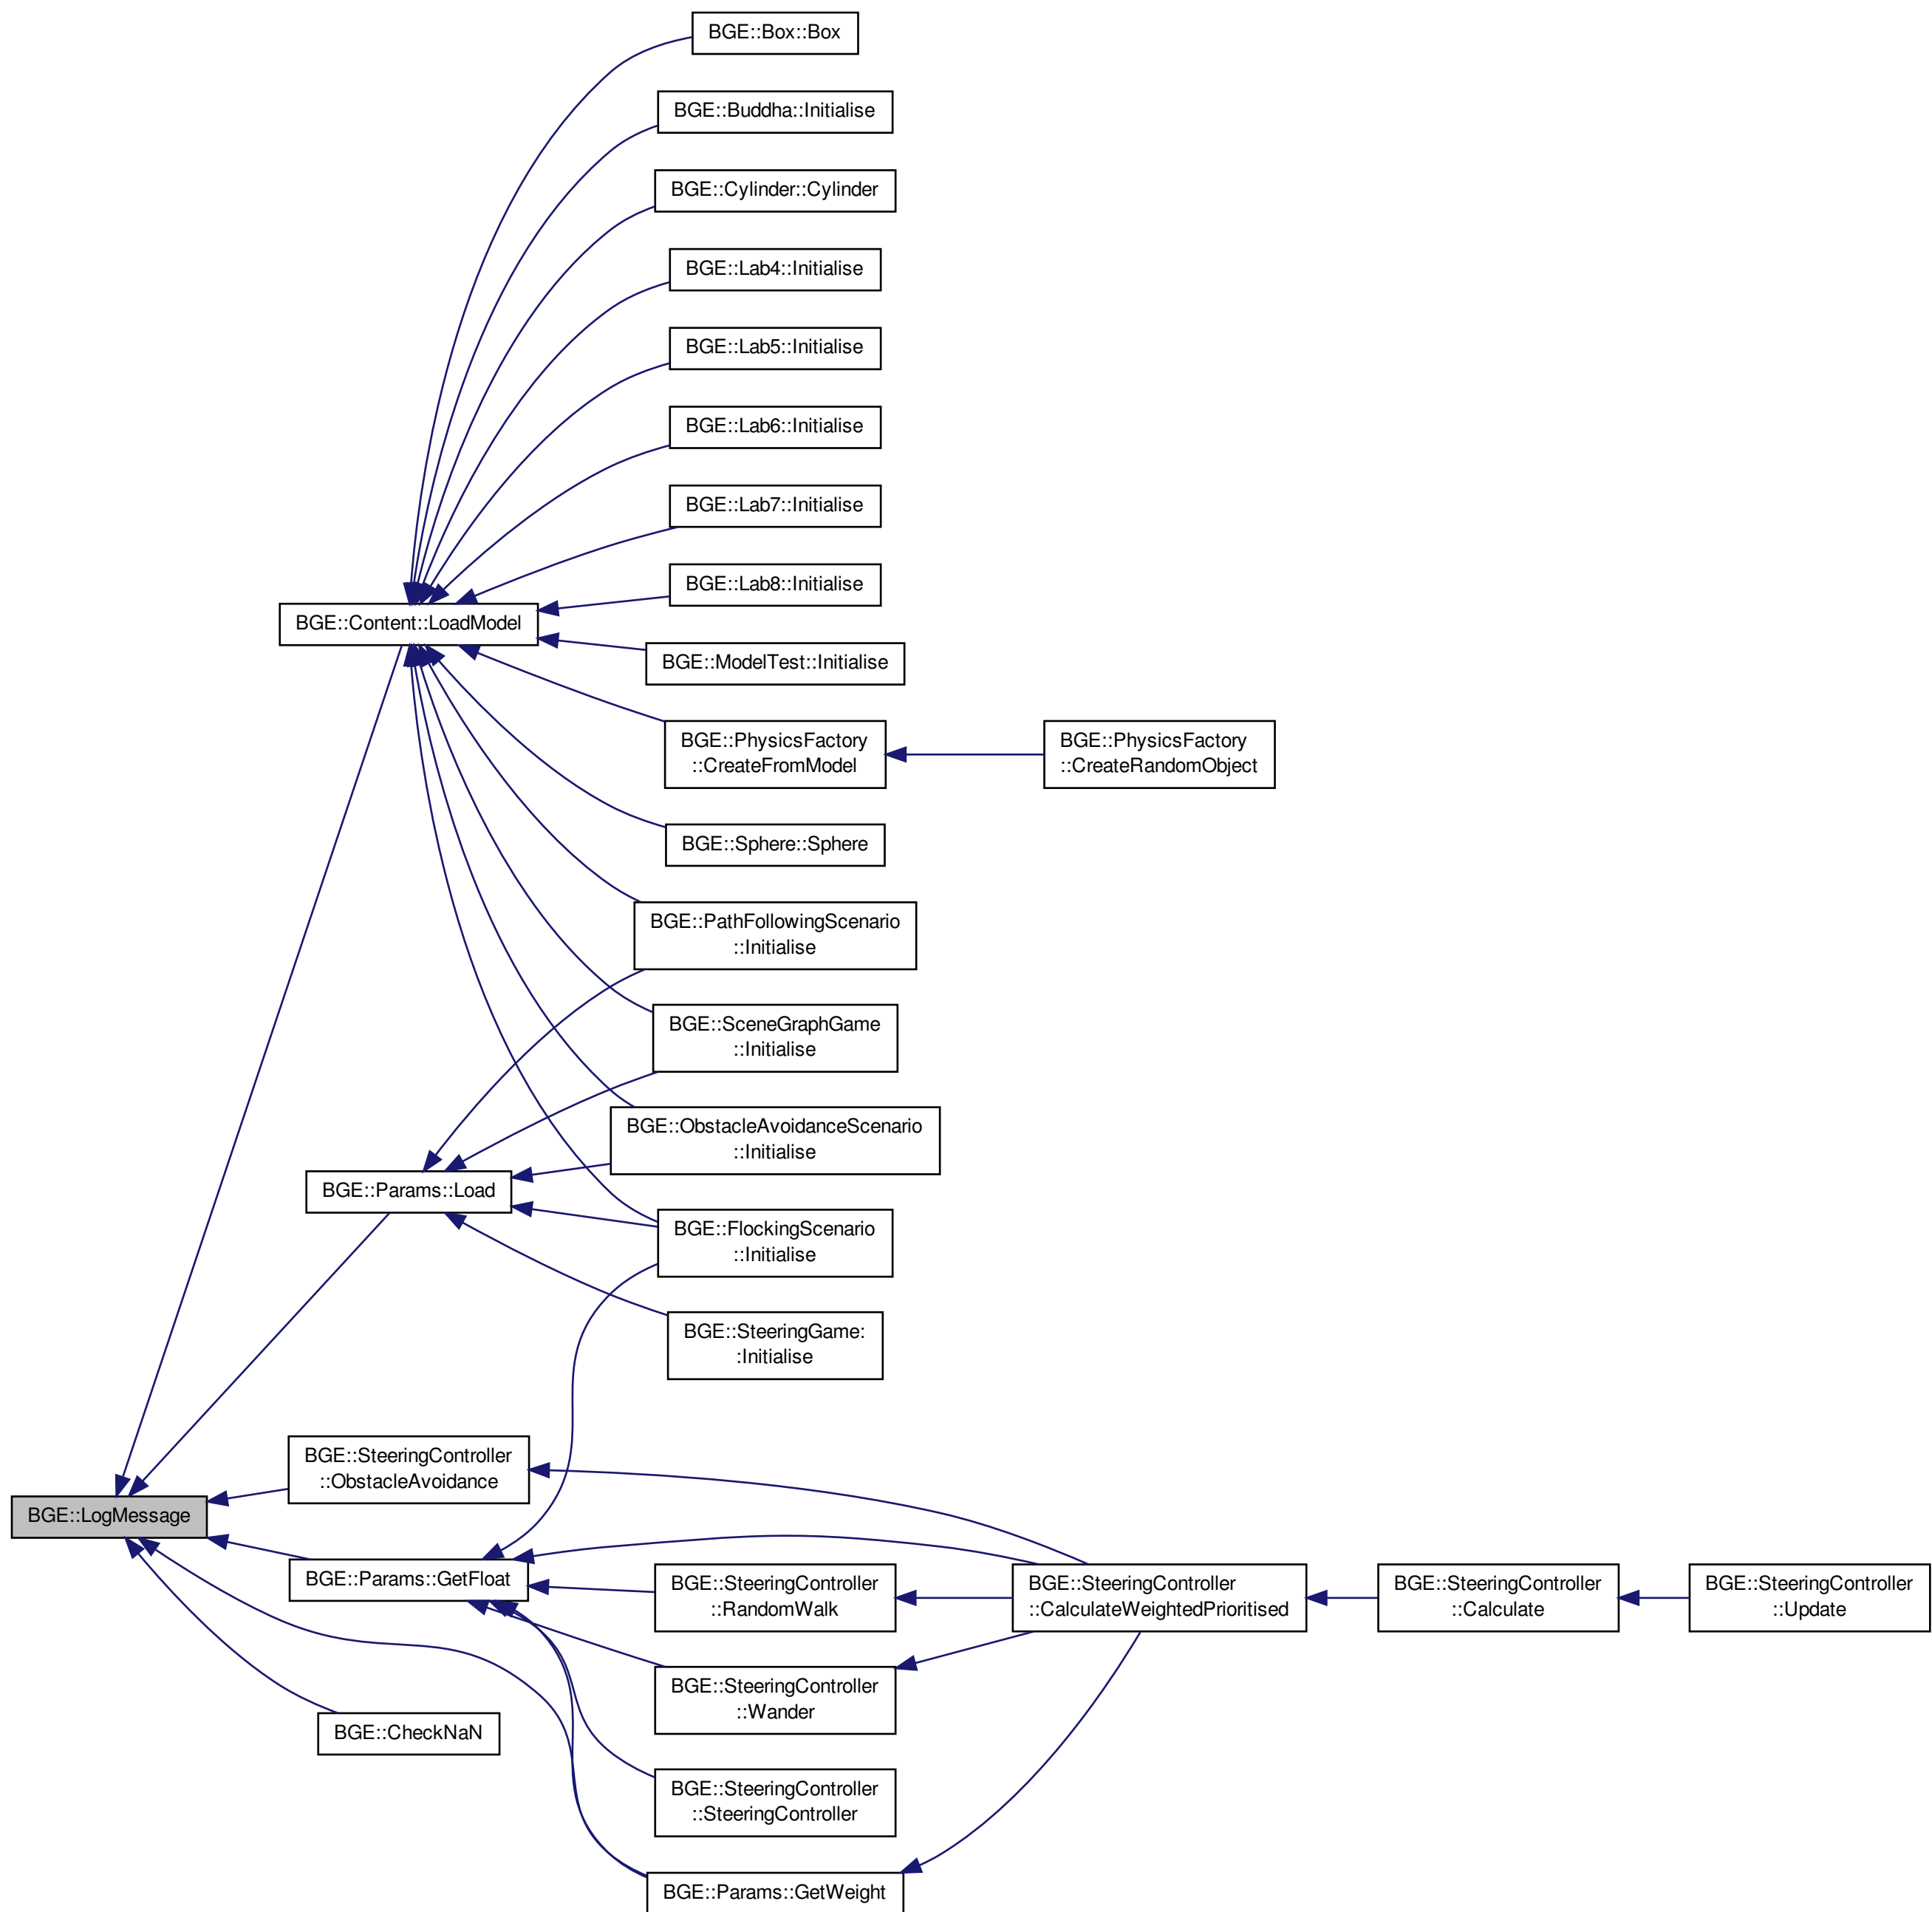 BGE::Box::Box
BGE::Buddha::Initialise
BGE::Cylinder::Cylinder
BGE::Lab4::Initialise
BGE::Lab5::Initialise
BGE::Lab6::Initialise
BGE::Lab7::Initialise
BGE::Lab8::Initialise
BGE::Content::LoadModel
BGE::ModelTest::Initialise
BGE::PhysicsFactory
::CreateFromModel
BGE::PhysicsFactory
::CreateRandomObject
BGE::Sphere::Sphere
BGE::PathFollowingScenario
::Initialise
BGE::SceneGraphGame
::Initialise
BGE::ObstacleAvoidanceScenario
::Initialise
BGE::Params::Load
BGE::FlockingScenario
::Initialise
BGE::SteeringGame:
:Initialise
BGE::SteeringController
::ObstacleAvoidance
BGE::LogMessage
BGE::Params::GetFloat
BGE::SteeringController
::RandomWalk
BGE::SteeringController
::CalculateWeightedPrioritised
BGE::SteeringController
::Calculate
BGE::SteeringController
::Update
BGE::SteeringController
::Wander
BGE::CheckNaN
BGE::SteeringController
::SteeringController
BGE::Params::GetWeight